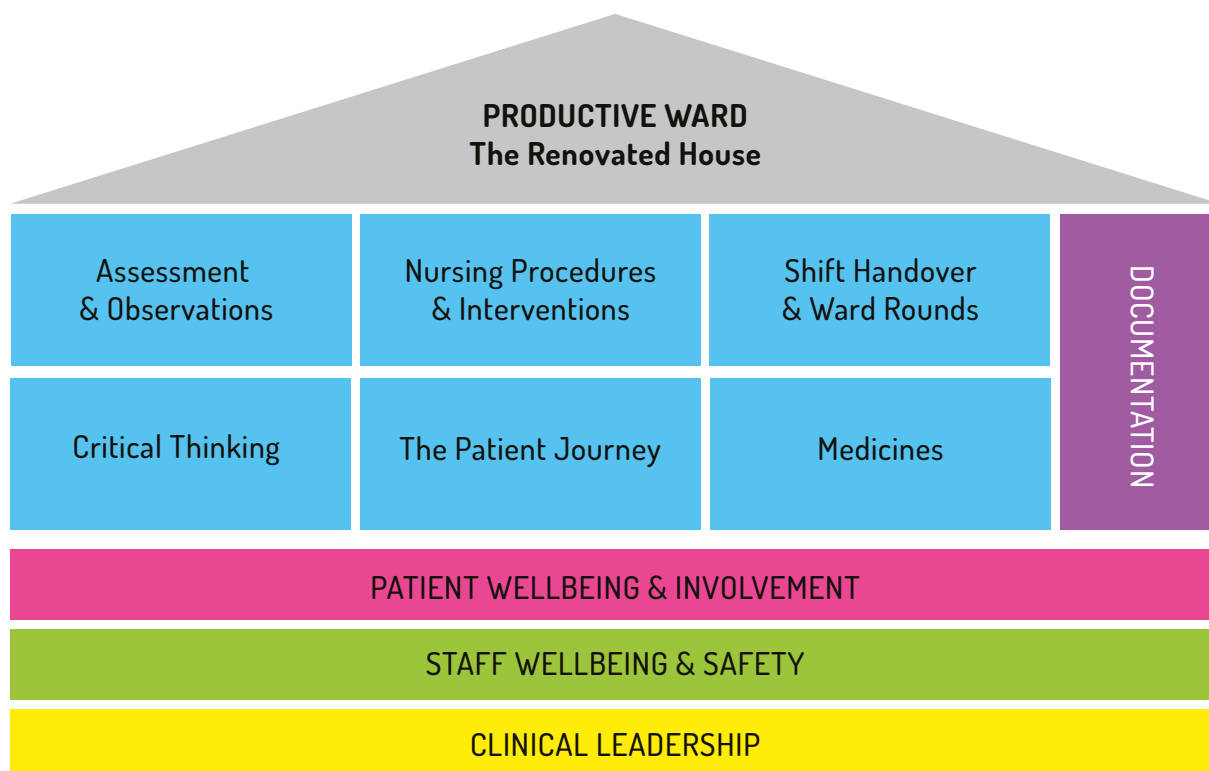 PRODUCTIVE WARD
The Renovated House
Assessment
& Observations
Nursing Procedures
& Interventions
Shift Handover
& Ward Rounds
DOCUMENTATION
Critical Thinking
The Patient Journey
Medicines
PATIENT WELLBEING & INVOLVEMENT
STAFF WELLBEING & SAFETY
CLINICAL LEADERSHIP